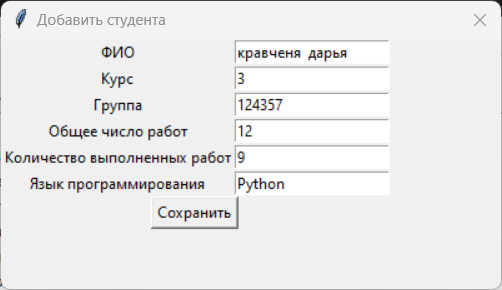 Добавить студента
ФИО кравченя дарья
Курс 3
Группа 124357
Общее число работ 12
Количество выполненных работ 9
Язык программирования Python
Сохранить